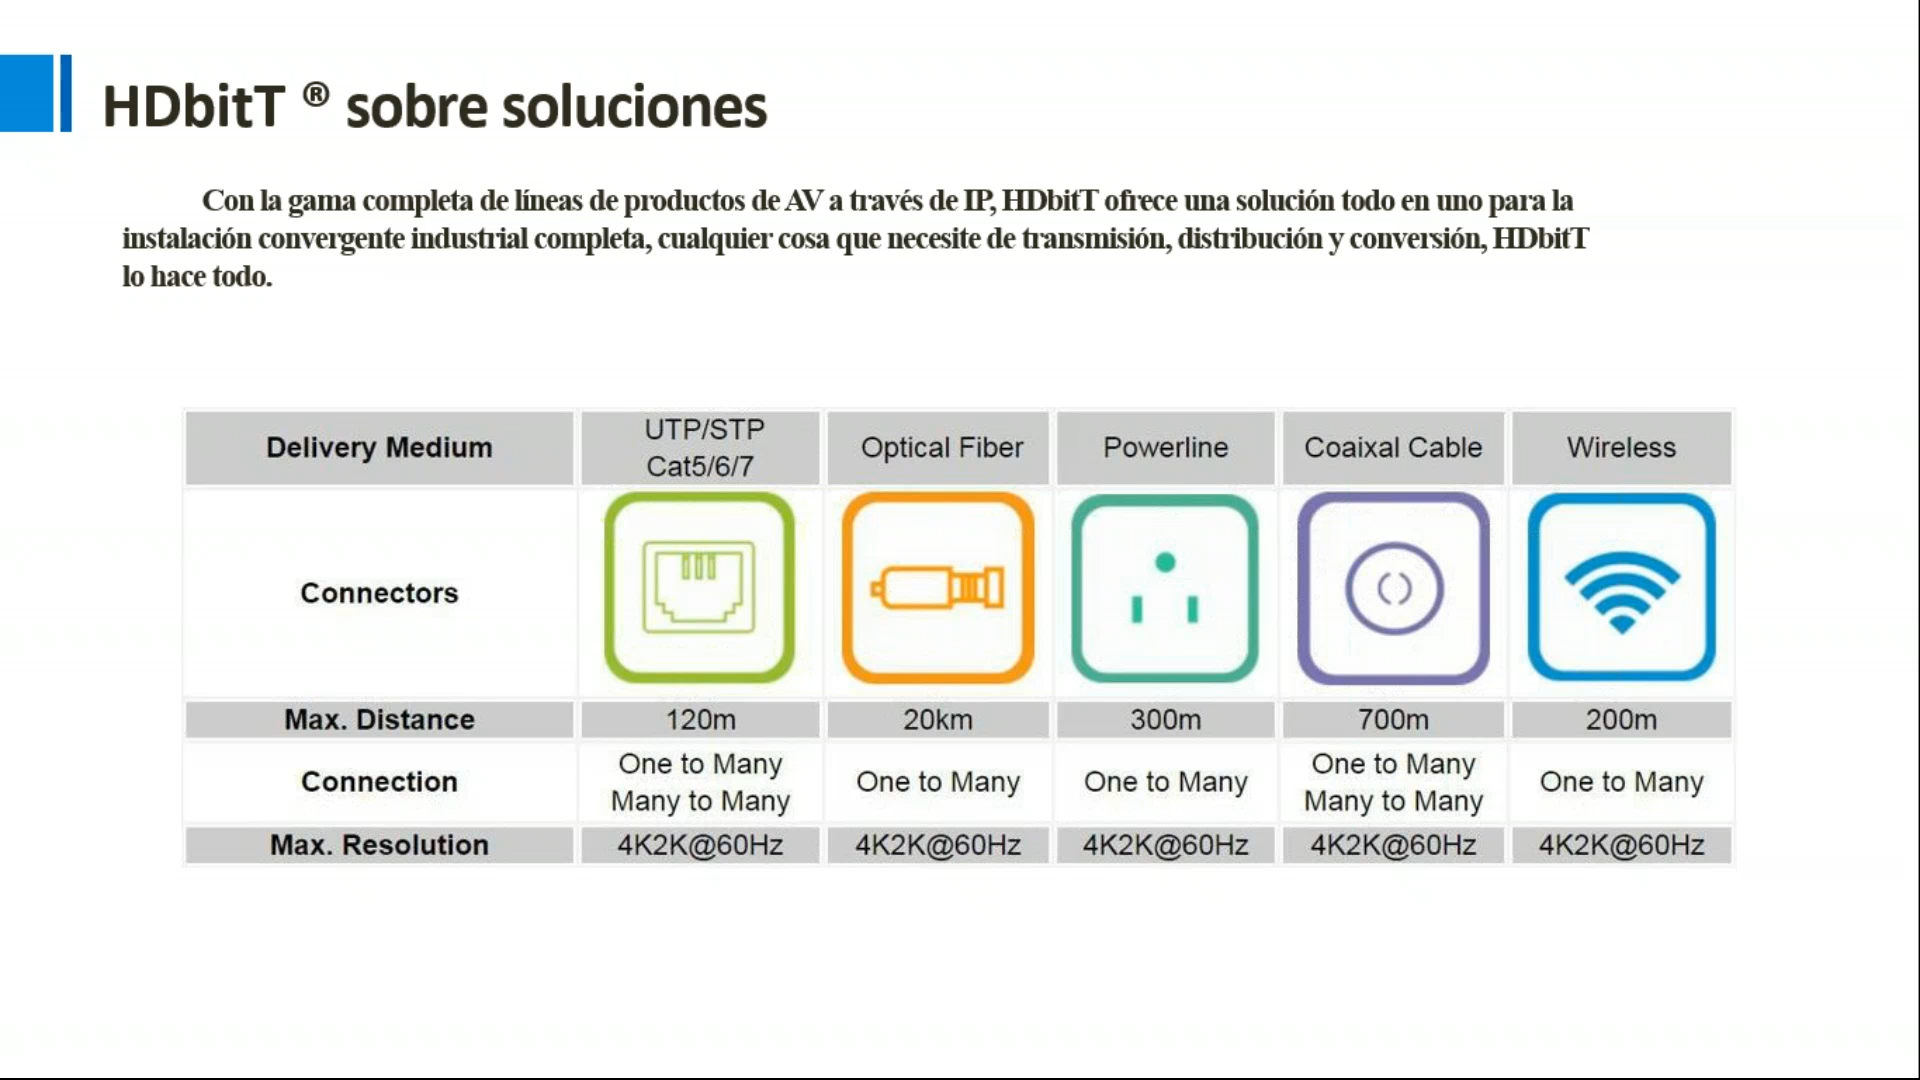 HDbitT ® sobre soluciones
Con la gama completa de líneas de productos de AV a través de IP, HDbitT ofrece una solución todo en uno para la
instalación convergente industrial completa, cualquier cosa que necesite de transmisión, distribución y conversión, HDbitT
lo hace todo.
Delivery Medium
UTP/STP
Cat5/6/7
Optical Fiber
Powerline
Coaixal Cable
Wireless
Connectors
Max. Distance
120m
20km
300m
700m
200m
Connection
One to Many
Many to Many
One to Many
One to Many
One to Many
Many to Many
One to Many
Max. Resolution
4K2K@60Hz
4K2K@60Hz
4K2K@60Hz
4K2K@60Hz
4K2K@60Hz